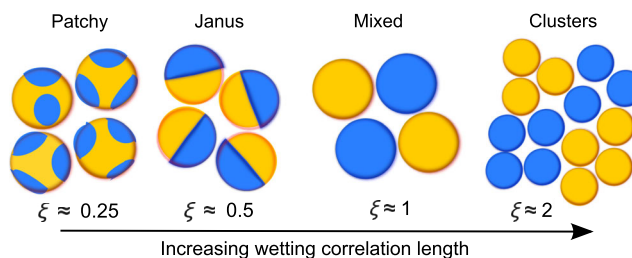 Patchy Janus Mixed Clusters
ξ ≈ 0.25 ξ ≈ 0.5 ξ ≈ 1 ξ ≈ 2
Increasing wetting correlation length